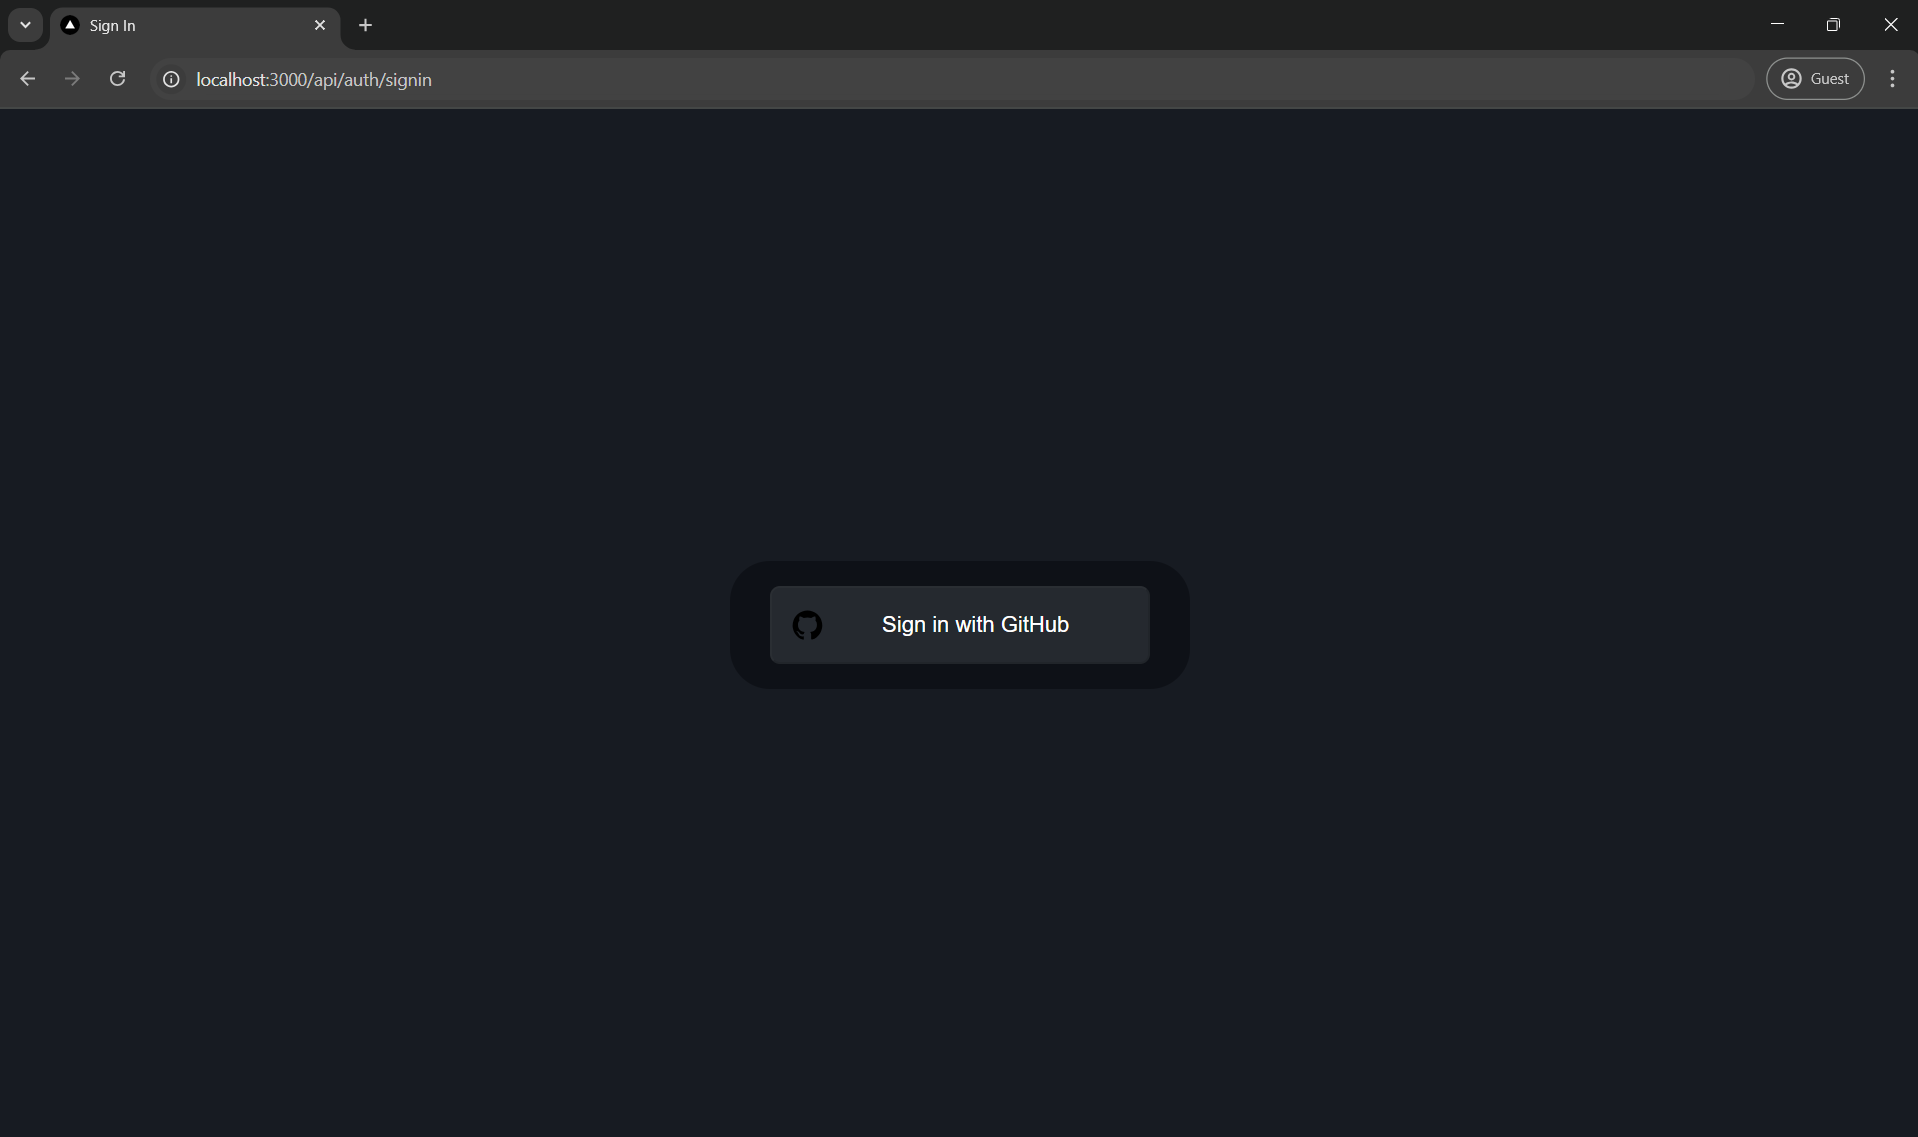 Sign In
localhost:3000/api/auth/signin
Guest
Sign in with GitHub